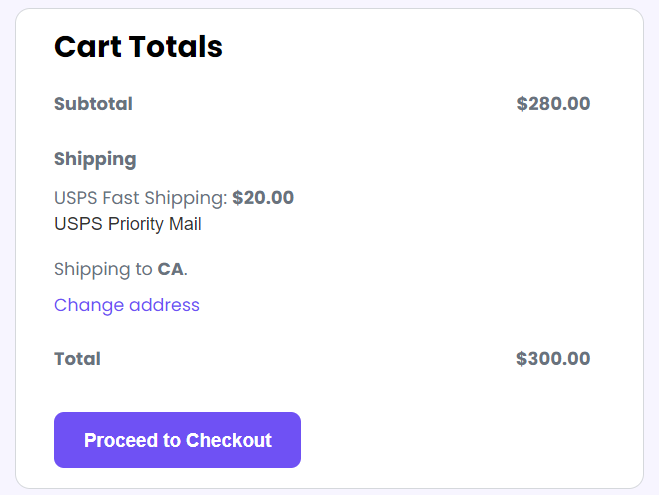 Cart Totals
Subtotal $280.00
Shipping
USPS Fast Shipping: $20.00
USPS Priority Mail
Shipping to CA.
Change address
Total $300.00
Proceed to Checkout